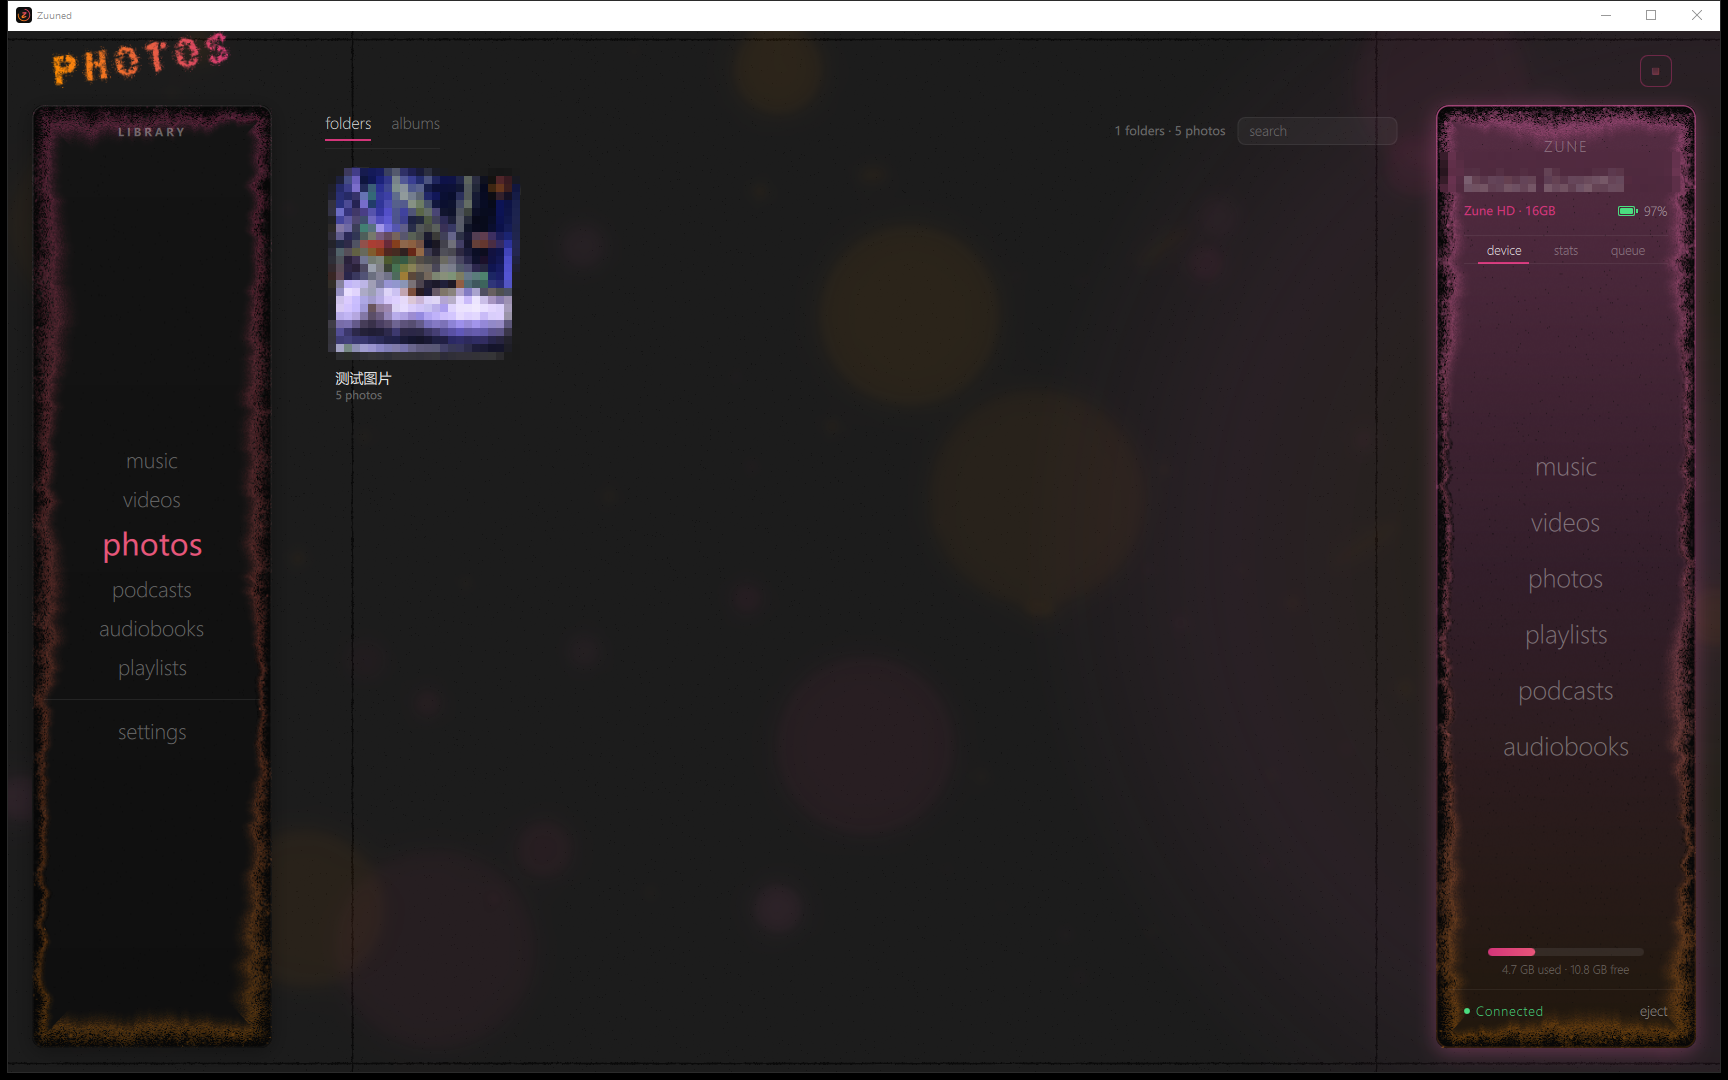 Zuuned
PHOTOS
LIBRARY
music
videos
photos
podcasts
audiobooks
playlists
settings
folders albums
1 folders · 5 photos
search
测试图片
5 photos
ZUNE
Zune HD · 16GB
97%
device stats queue
music
videos
photos
playlists
podcasts
audiobooks
4.7 GB used · 10.8 GB free
Connected
eject